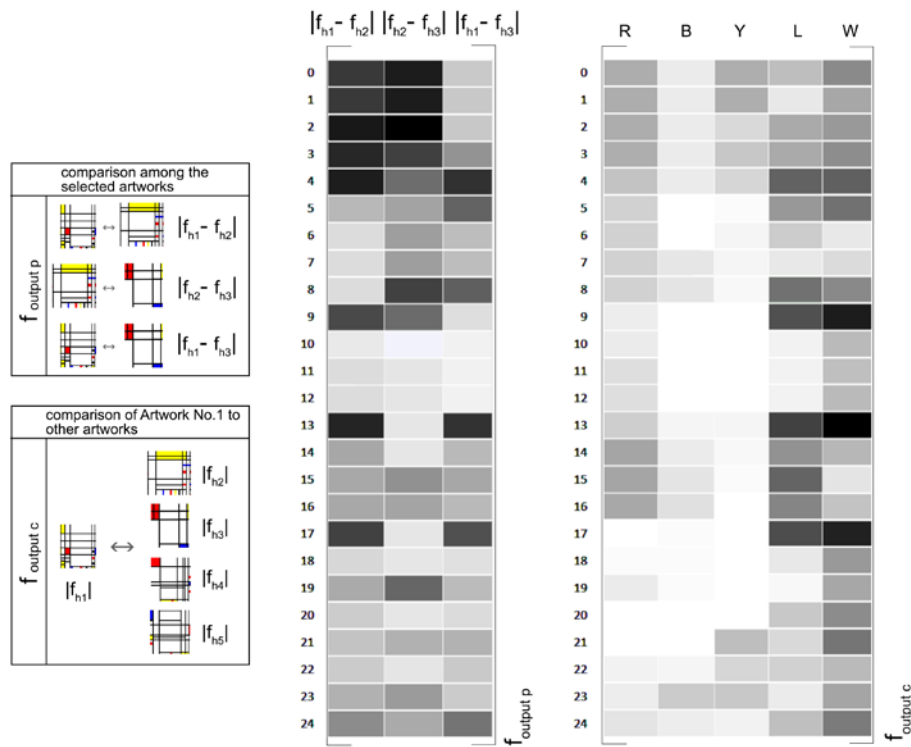 comparison among the
selected artworks
f output p
|fh1- fh2|
|fh2- fh3|
|fh1- fh3|
comparison of Artwork No.1 to
other artworks
f output c
|fh1|
|fh2|
|fh3|
|fh4|
|fh5|
|fh1- fh2| |fh2- fh3| |fh1- fh3|
0
1
2
3
4
5
6
7
8
9
10
11
12
13
14
15
16
17
18
19
20
21
22
23
24
f output p
R B Y L W
0
1
2
3
4
5
6
7
8
9
10
11
12
13
14
15
16
17
18
19
20
21
22
23
24
f output c